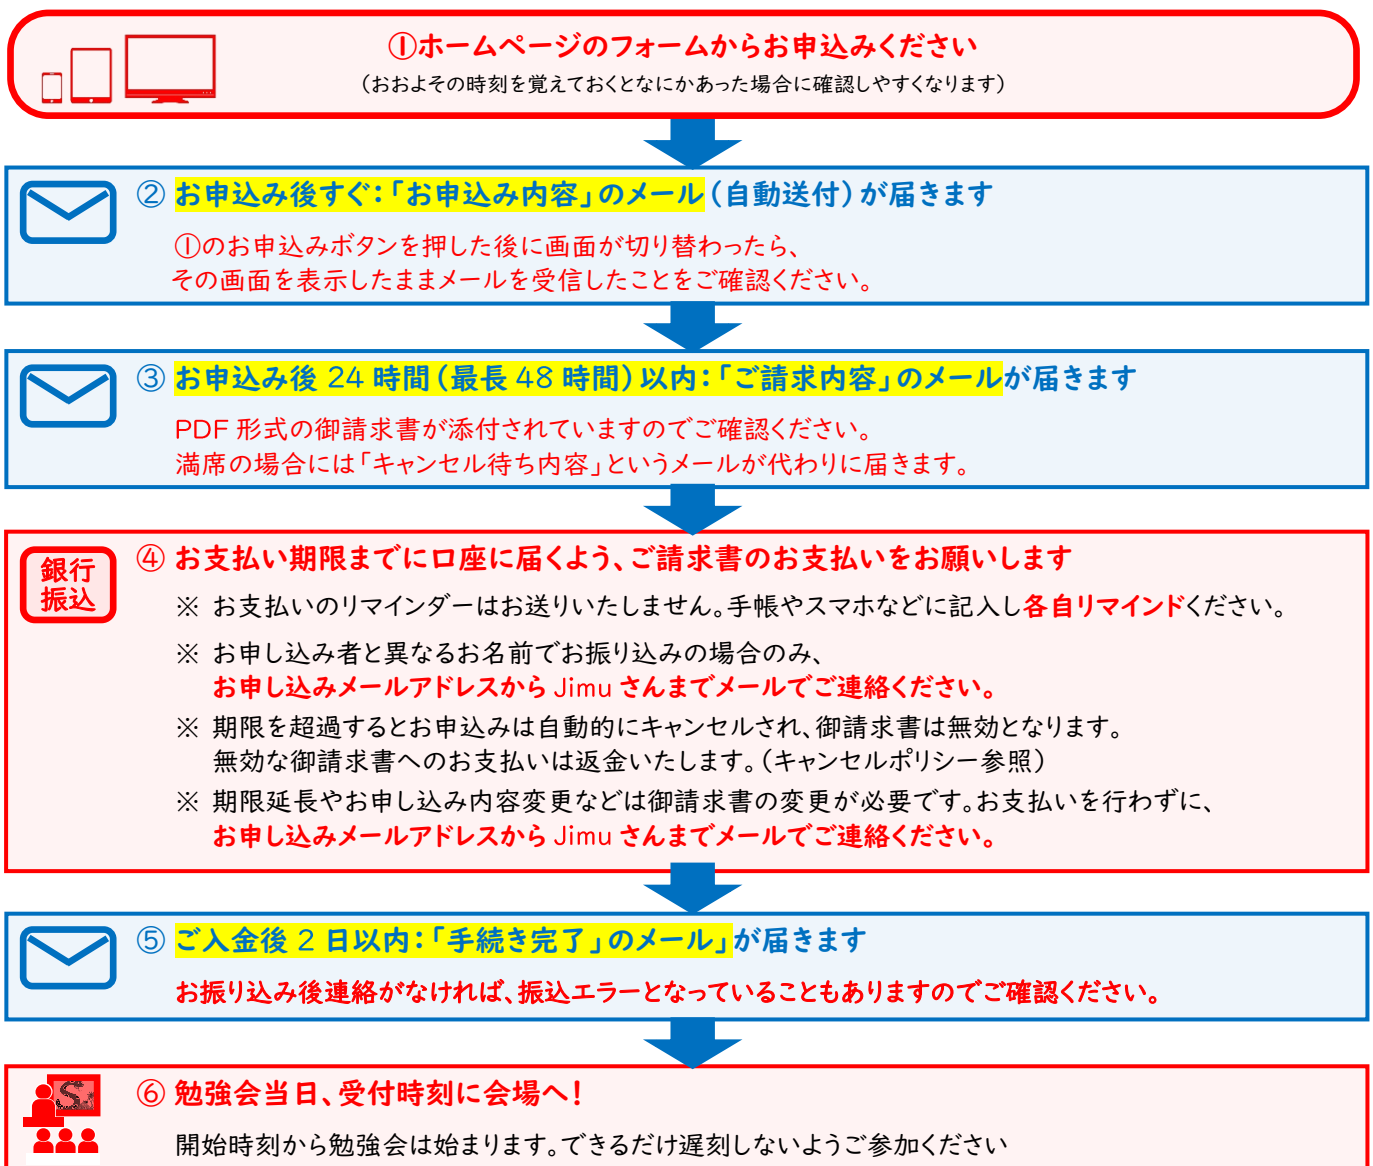 ①ホームページのフォームからお申込みください
（おおよその時刻を覚えておくとなにかあった場合に確認しやすくなります）
② お申込み後すぐ：「お申込み内容」のメール（自動送付）が届きます
①のお申込みボタンを押した後に画面が切り替わったら、
その画面を表示したままメールを受信したことをご確認ください。
③ お申込み後 24 時間（最長 48 時間）以内：「ご請求内容」のメールが届きます
PDF 形式の御請求書が添付されていますのでご確認ください。
満席の場合には「キャンセル待ち内容」というメールが代わりに届きます。
銀行
振込
④ お支払い期限までに口座に届くよう、ご請求書のお支払いをお願いします
※ お支払いのリマインダーはお送りいたしません。手帳やスマホなどに記入し各自リマインドください。
※ お申し込み者と異なるお名前でお振り込みの場合のみ、
お申し込みメールアドレスから Jimu さんまでメールでご連絡ください。
※ 期限を超過するとお申込みは自動的にキャンセルされ、御請求書は無効となります。
無効な御請求書へのお支払いは返金いたします。（キャンセルポリシー参照）
※ 期限延長やお申し込み内容変更などは御請求書の変更が必要です。お支払いを行わずに、
お申し込みメールアドレスから Jimu さんまでメールでご連絡ください。
⑤ ご入金後 2 日以内：「手続き完了」のメール」が届きます
お振り込み後連絡がなければ、振込エラーとなっていることもありますのでご確認ください。
⑥ 勉強会当日、受付時刻に会場へ！
開始時刻から勉強会は始まります。できるだけ遅刻しないようご参加ください